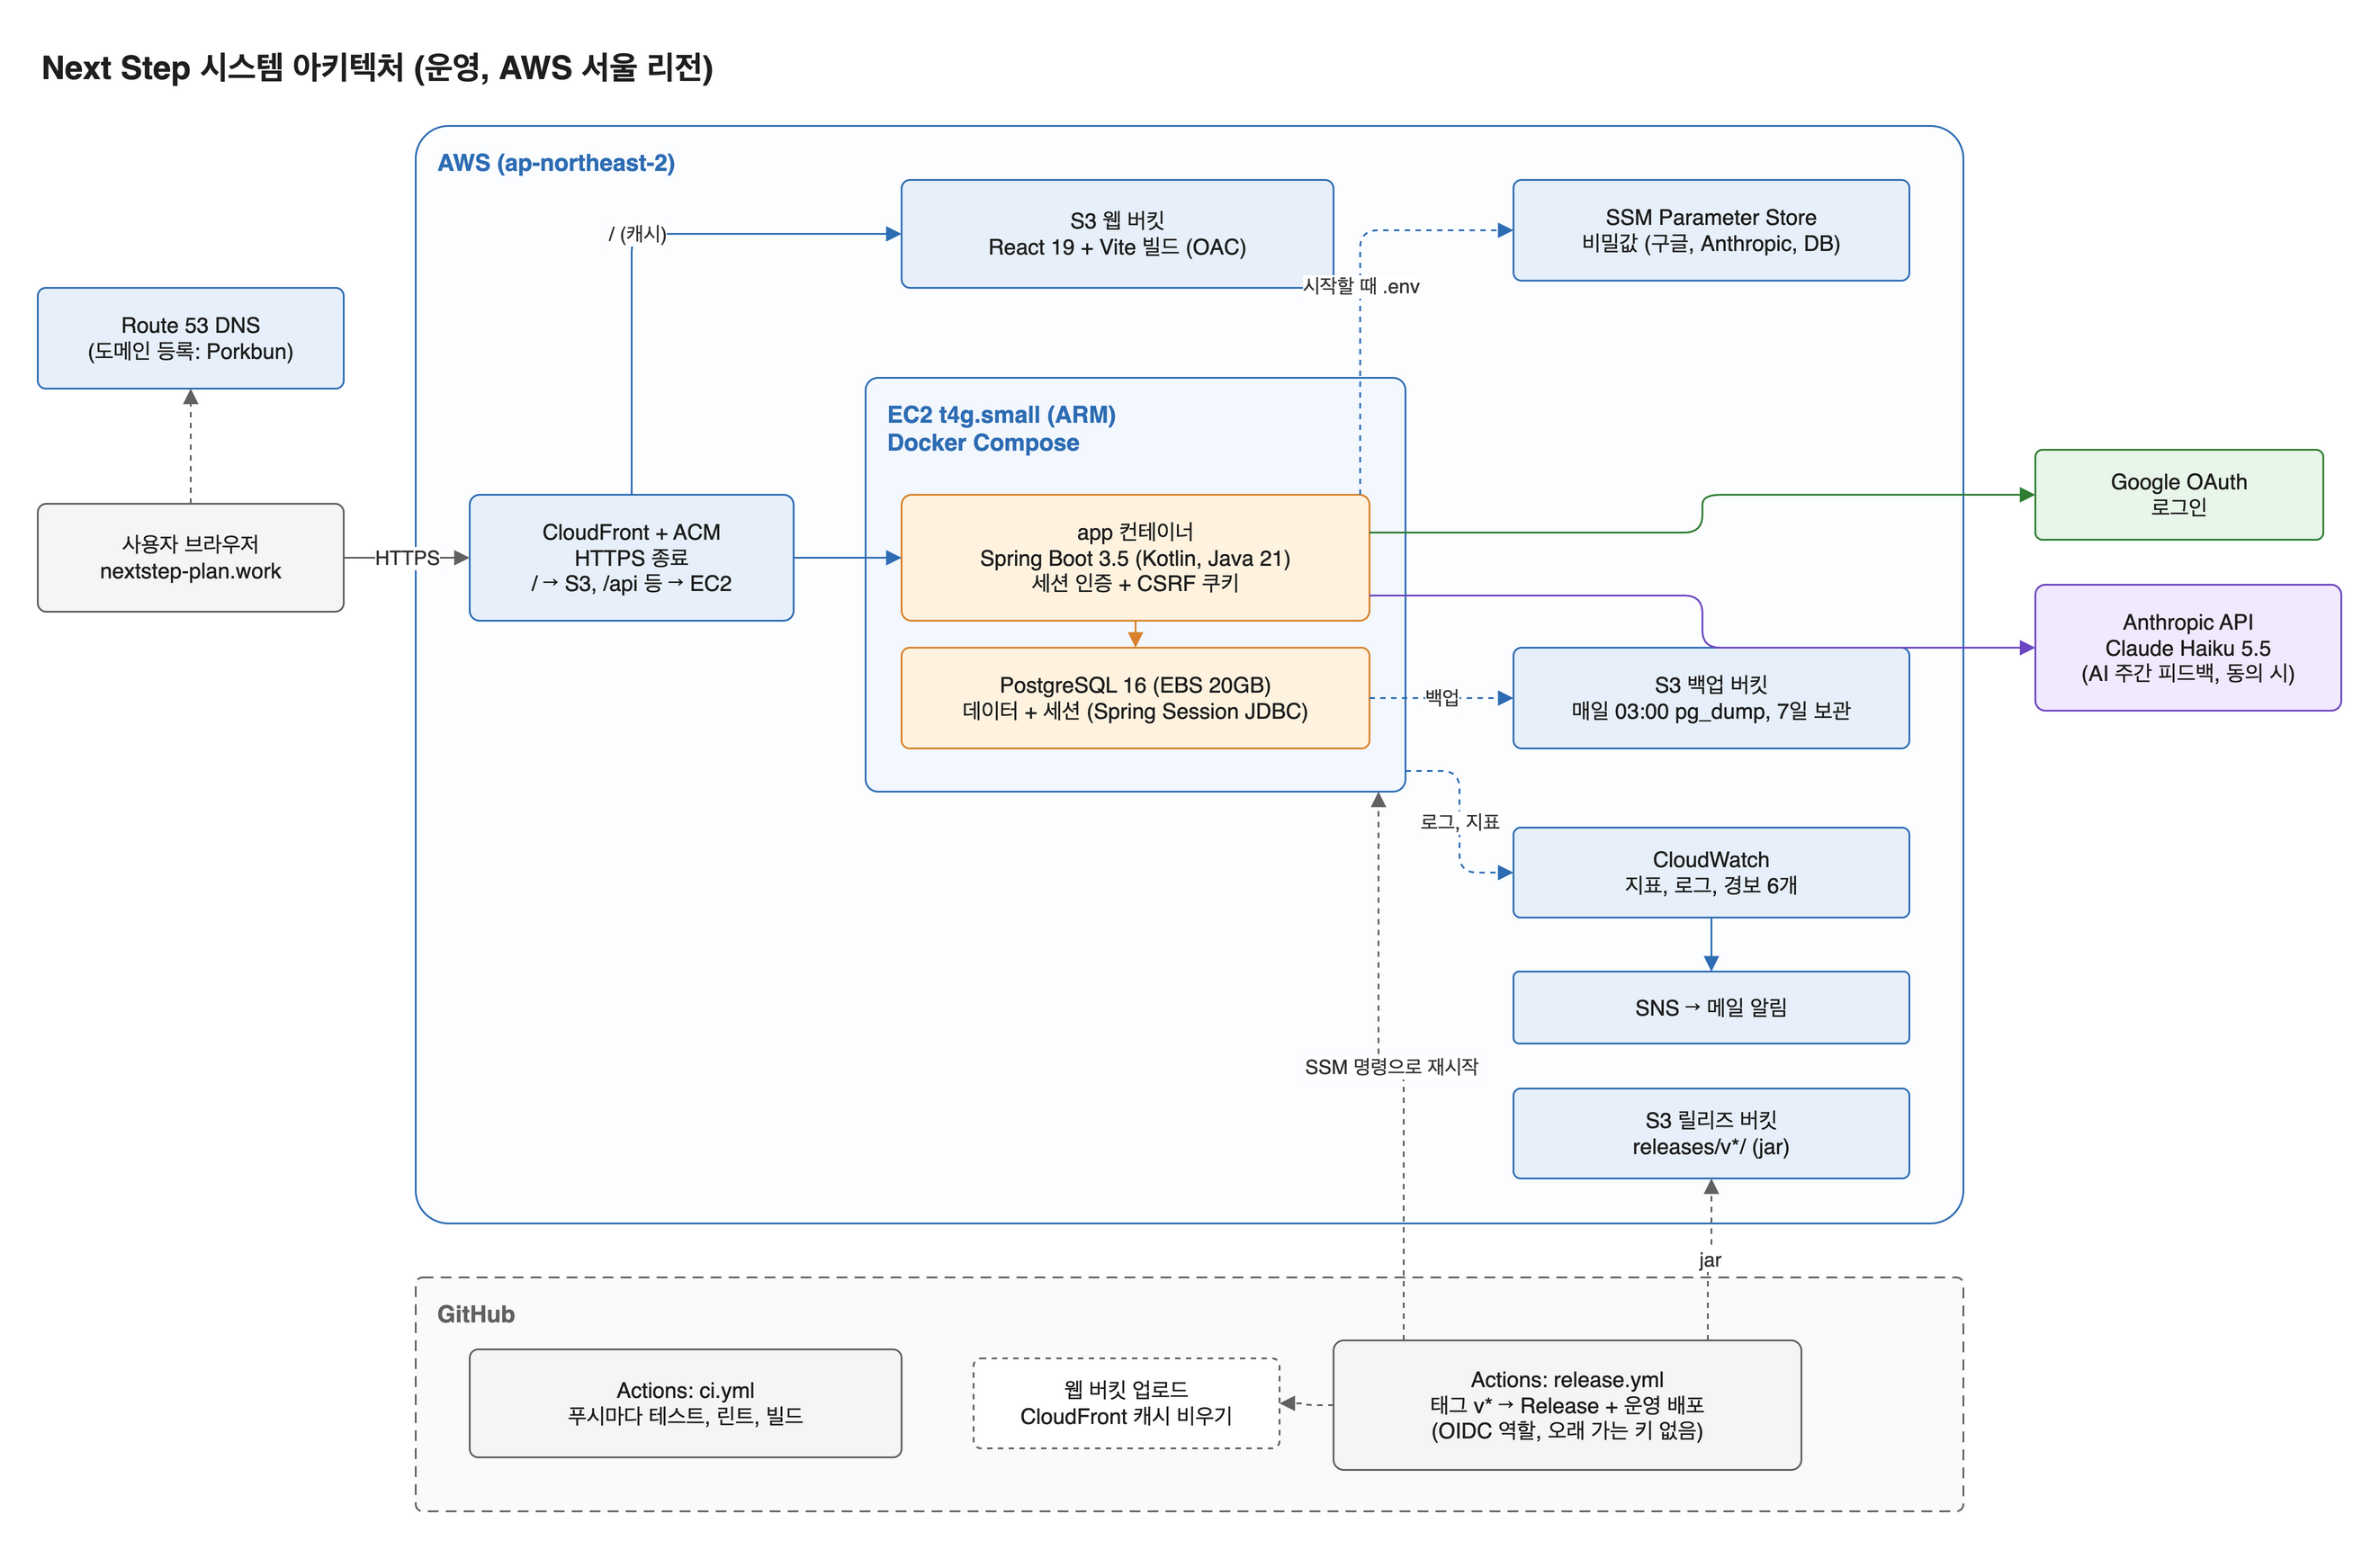 Next Step 시스템 아키텍처 (운영, AWS 서울 리전)
AWS (ap-northeast-2)
S3 웹 버킷
React 19 + Vite 빌드 (OAC)
SSM Parameter Store
비밀값 (구글, Anthropic, DB)
/ (캐시)
시작할 때 .env
Route 53 DNS
(도메인 등록: Porkbun)
EC2 t4g.small (ARM)
Docker Compose
사용자 브라우저
nextstep-plan.work
HTTPS
CloudFront + ACM
HTTPS 종료
/ → S3, /api 등 → EC2
app 컨테이너
Spring Boot 3.5 (Kotlin, Java 21)
세션 인증 + CSRF 쿠키
Google OAuth
로그인
Anthropic API
Claude Haiku 5.5
(AI 주간 피드백, 동의 시)
PostgreSQL 16 (EBS 20GB)
데이터 + 세션 (Spring Session JDBC)
백업
S3 백업 버킷
매일 03:00 pg_dump, 7일 보관
로그, 지표
CloudWatch
지표, 로그, 경보 6개
SNS → 메일 알림
SSM 명령으로 재시작
S3 릴리즈 버킷
releases/v*/ (jar)
jar
GitHub
Actions: ci.yml
푸시마다 테스트, 린트, 빌드
웹 버킷 업로드
CloudFront 캐시 비우기
Actions: release.yml
태그 v* → Release + 운영 배포
(OIDC 역할, 오래 가는 키 없음)